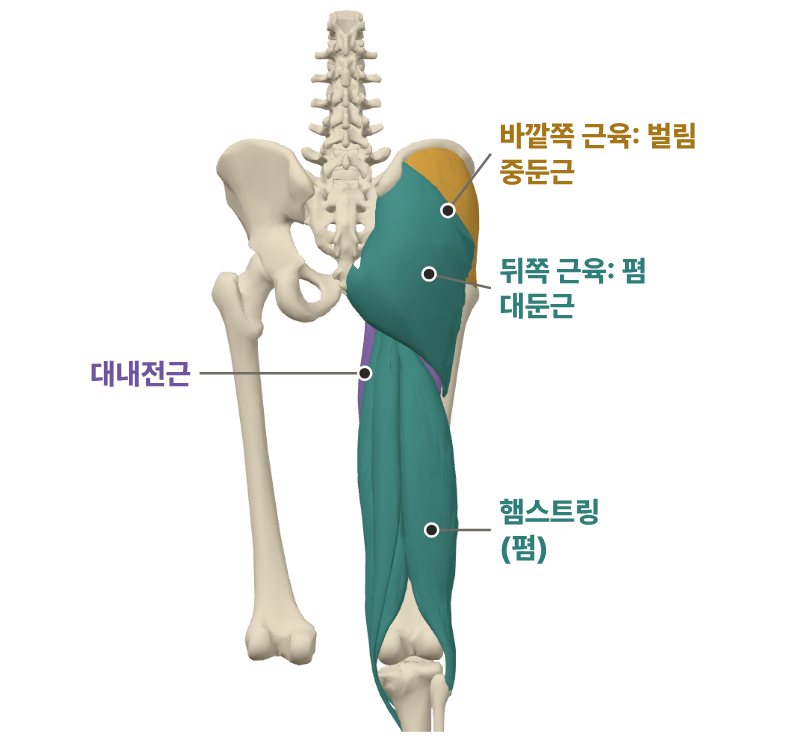 바깥쪽 근육: 벌림
중둔근
뒤쪽 근육: 폄
대둔근
대내전근
햄스트링
(폄)